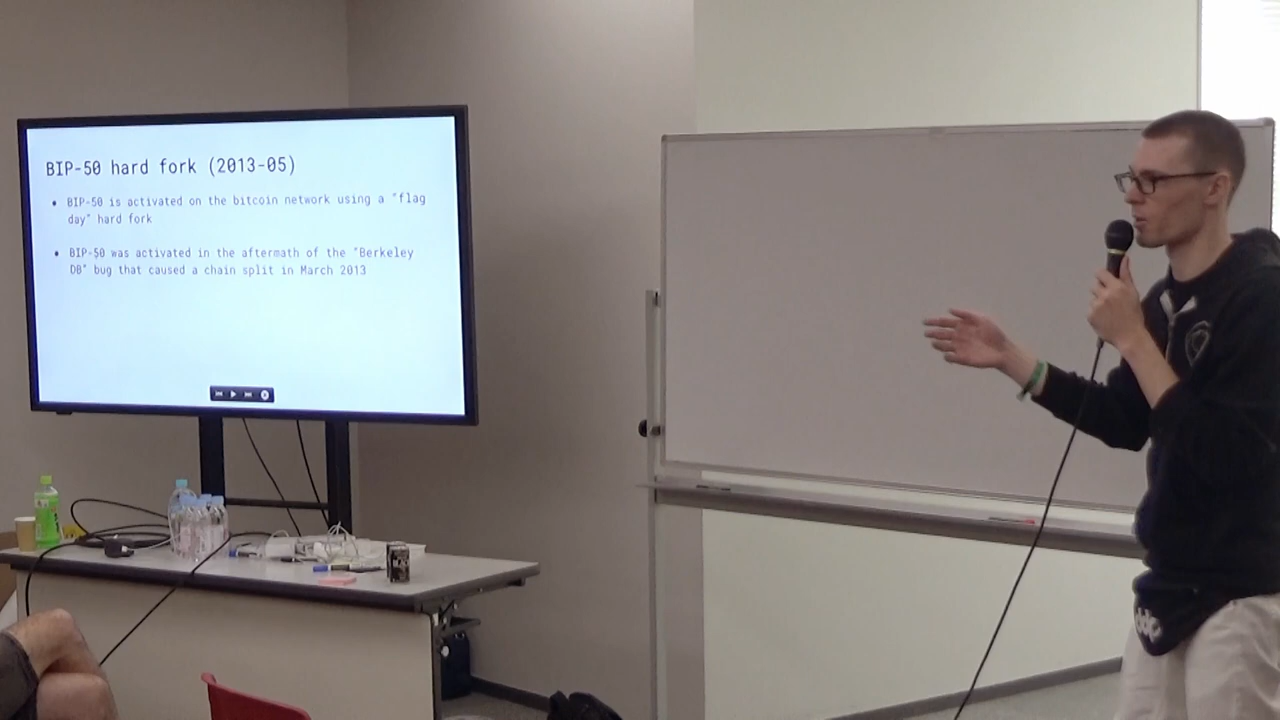 BIP-50 hard fork (2013-05)
• BIP-50 is activated on the bitcoin network using a "flag
day" hard fork
• BIP-50 was activated in the aftermath of the "Berkeley
DB" bug that caused a chain split in March 2013